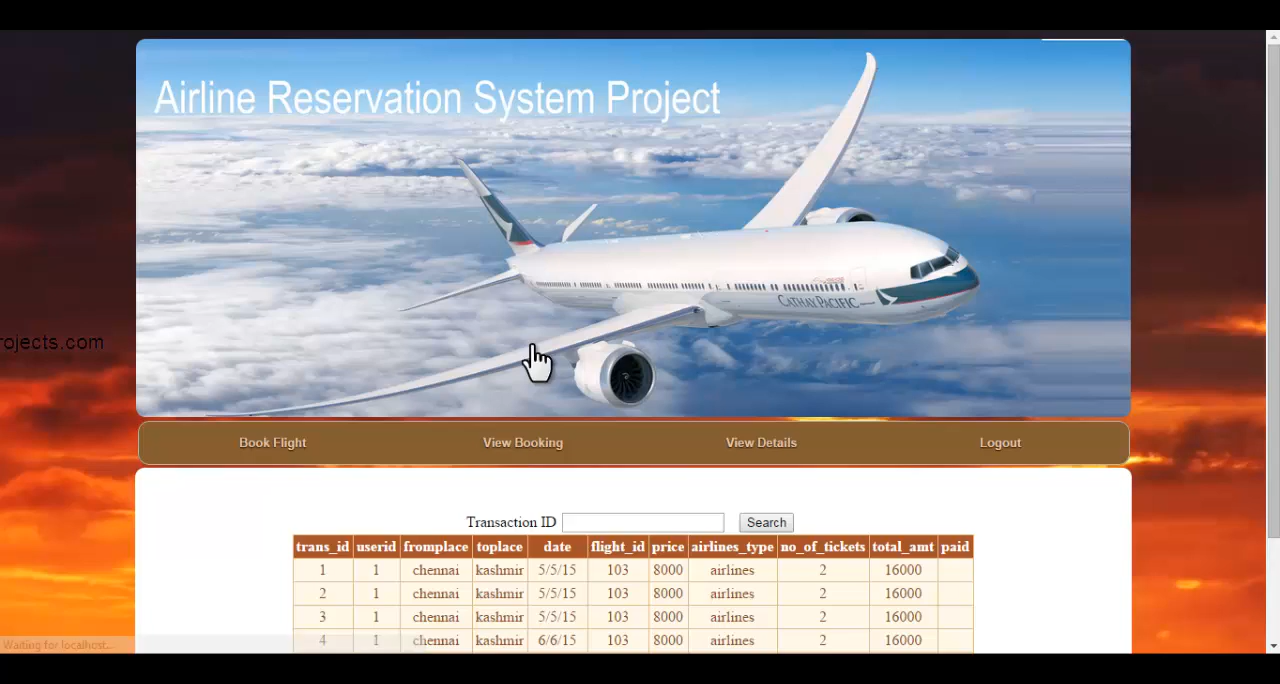 Airline Reservation System Project
CATHAY PACIFIC
ojects.com
Book Flight View Booking View Details Logout
Transaction ID Search
trans_id userid fromplace toplace date flight_id price airlines_type no_of_tickets total_amt paid
1 1 chennai kashmir 5/5/15 103 8000 airlines 2 16000
2 1 chennai kashmir 5/5/15 103 8000 airlines 2 16000
3 1 chennai kashmir 5/5/15 103 8000 airlines 2 16000
4 1 chennai kashmir 6/6/15 103 8000 airlines 2 16000
Waiting for localhost...